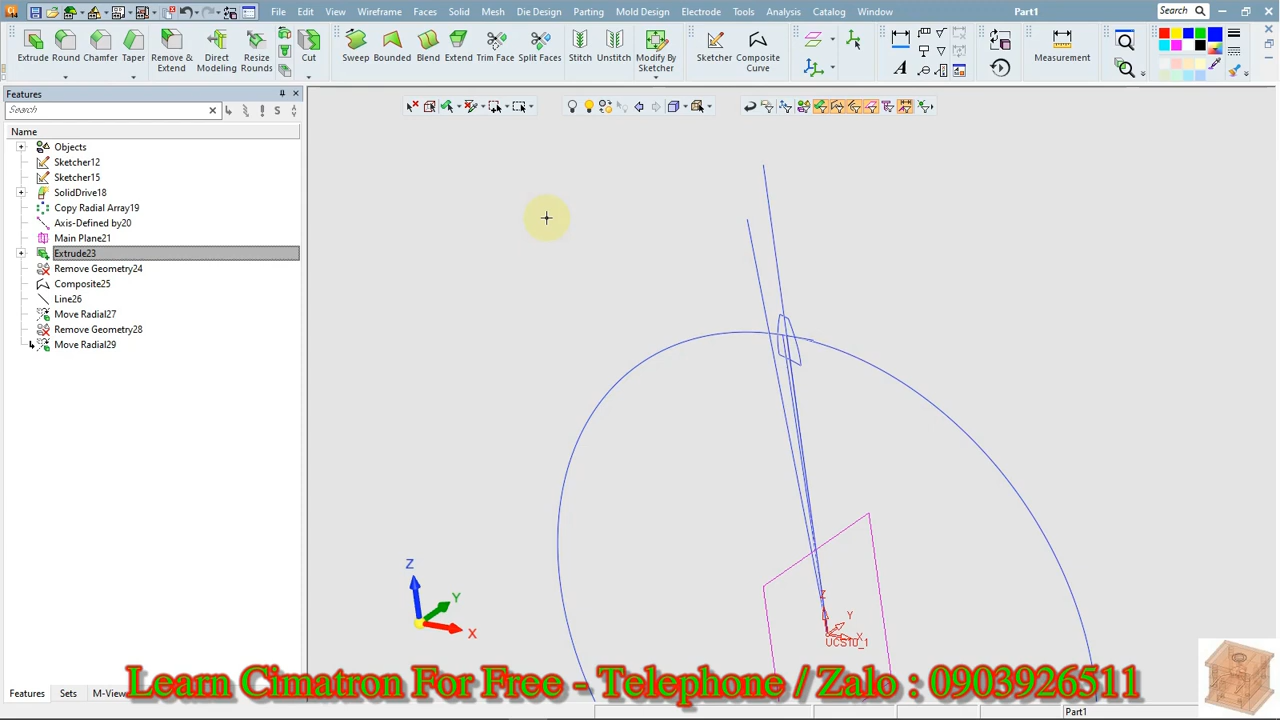 File Edit View Wireframe Faces Solid Mesh Die Design Parting Mold Design Electrode Tools Analysis Catalog Window Part1 Search
Extrude Round Chamfer Taper Remove & Extend Direct Modeling Resize Rounds Cut Sweep Bounded Blend Extend Trim Faces Split Faces Stitch Unstitch Modify By Sketcher Sketcher Composite Curve Measurement
Features
Search
Name
Objects
Sketcher12
Sketcher15
SolidDrive18
Copy Radial Array19
Axis-Defined by20
Main Plane21
Extrude23
Remove Geometry24
Composite25
Line26
Move Radial27
Remove Geometry28
Move Radial29
Z
Y
X
Z
Y
X
UCS10_1
Features Sets M-View
Learn Cimatron For Free - Telephone / Zalo : 0903926511
Part1